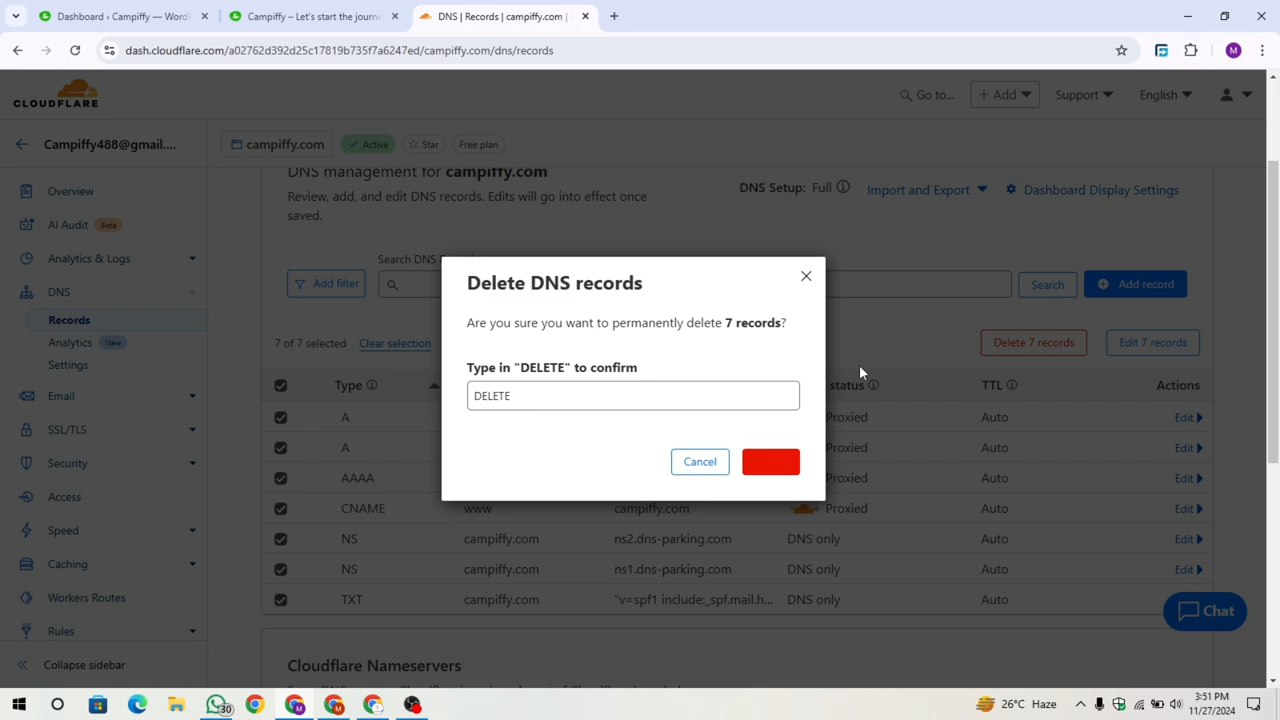 Dashboard ‹ Campiffy — Wordl
Campiffy – Let's start the journ
DNS | Records | campiffy.com |
dash.cloudflare.com/a02762d392d25c17819b735f7a6247ed/campiffy.com/dns/records
M
CLOUDFLARE
Go to...
+ Add
Support
English
Campiffy488@gmail....
campiffy.com
Active
Star
Free plan
DNS management for campiffy.com
Review, add, and edit DNS records. Edits will go into effect once
saved.
DNS Setup: Full
Import and Export
Dashboard Display Settings
Overview
AI Audit Beta
Analytics & Logs
DNS
Records
Analytics New
Settings
Email
SSL/TLS
Security
Access
Speed
Caching
Workers Routes
Rules
Collapse sidebar
Search DNS
Add filter
Search
Add record
7 of 7 selected
Clear selection
Delete 7 records
Edit 7 records
Type
status
TTL
Actions
A Proxied Auto Edit
A Proxied Auto Edit
AAAA Proxied Auto Edit
CNAME www campiffy.com Proxied Auto Edit
NS campiffy.com ns2.dns-parking.com DNS only Auto Edit
NS campiffy.com ns1.dns-parking.com DNS only Auto Edit
TXT campiffy.com "v=spf1 include:_spf.mail.h... DNS only Auto Edit
Delete DNS records
Are you sure you want to permanently delete 7 records?
Type in "DELETE" to confirm
DELETE
Cancel
Cloudflare Nameservers
Chat
30
26°C Haze
3:51 PM
11/27/2024